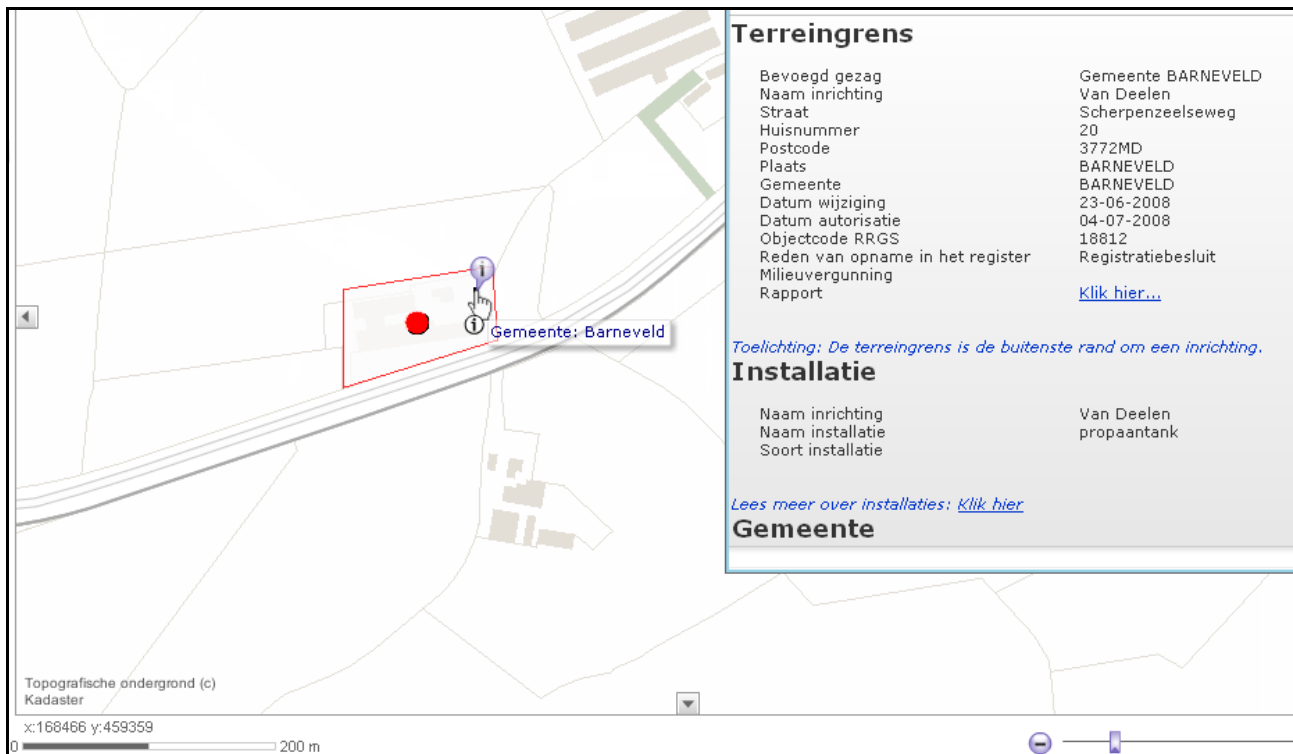 Terreingrens
Bevoegd gezag Gemeente BARNEVELD
Naam inrichting Van Deelen
Straat Scherpenzeelseweg
Huisnummer 20
Postcode 3772MD
Plaats BARNEVELD
Gemeente BARNEVELD
Datum wijziging 23-06-2008
Datum autorisatie 04-07-2008
Objectcode RRGS 18812
Reden van opname in het register Registratiebesluit
Milieuvergunning
Rapport Klik hier...
Toelichting: De terreingrens is de buitenste rand om een inrichting.
Installatie
Naam inrichting Van Deelen
Naam installatie propaantank
Soort installatie
Lees meer over installaties: Klik hier
Gemeente
i
i
Gemeente: Barneveld
Topografische ondergrond (c)
Kadaster
x:168466 y:459359
0 200 m